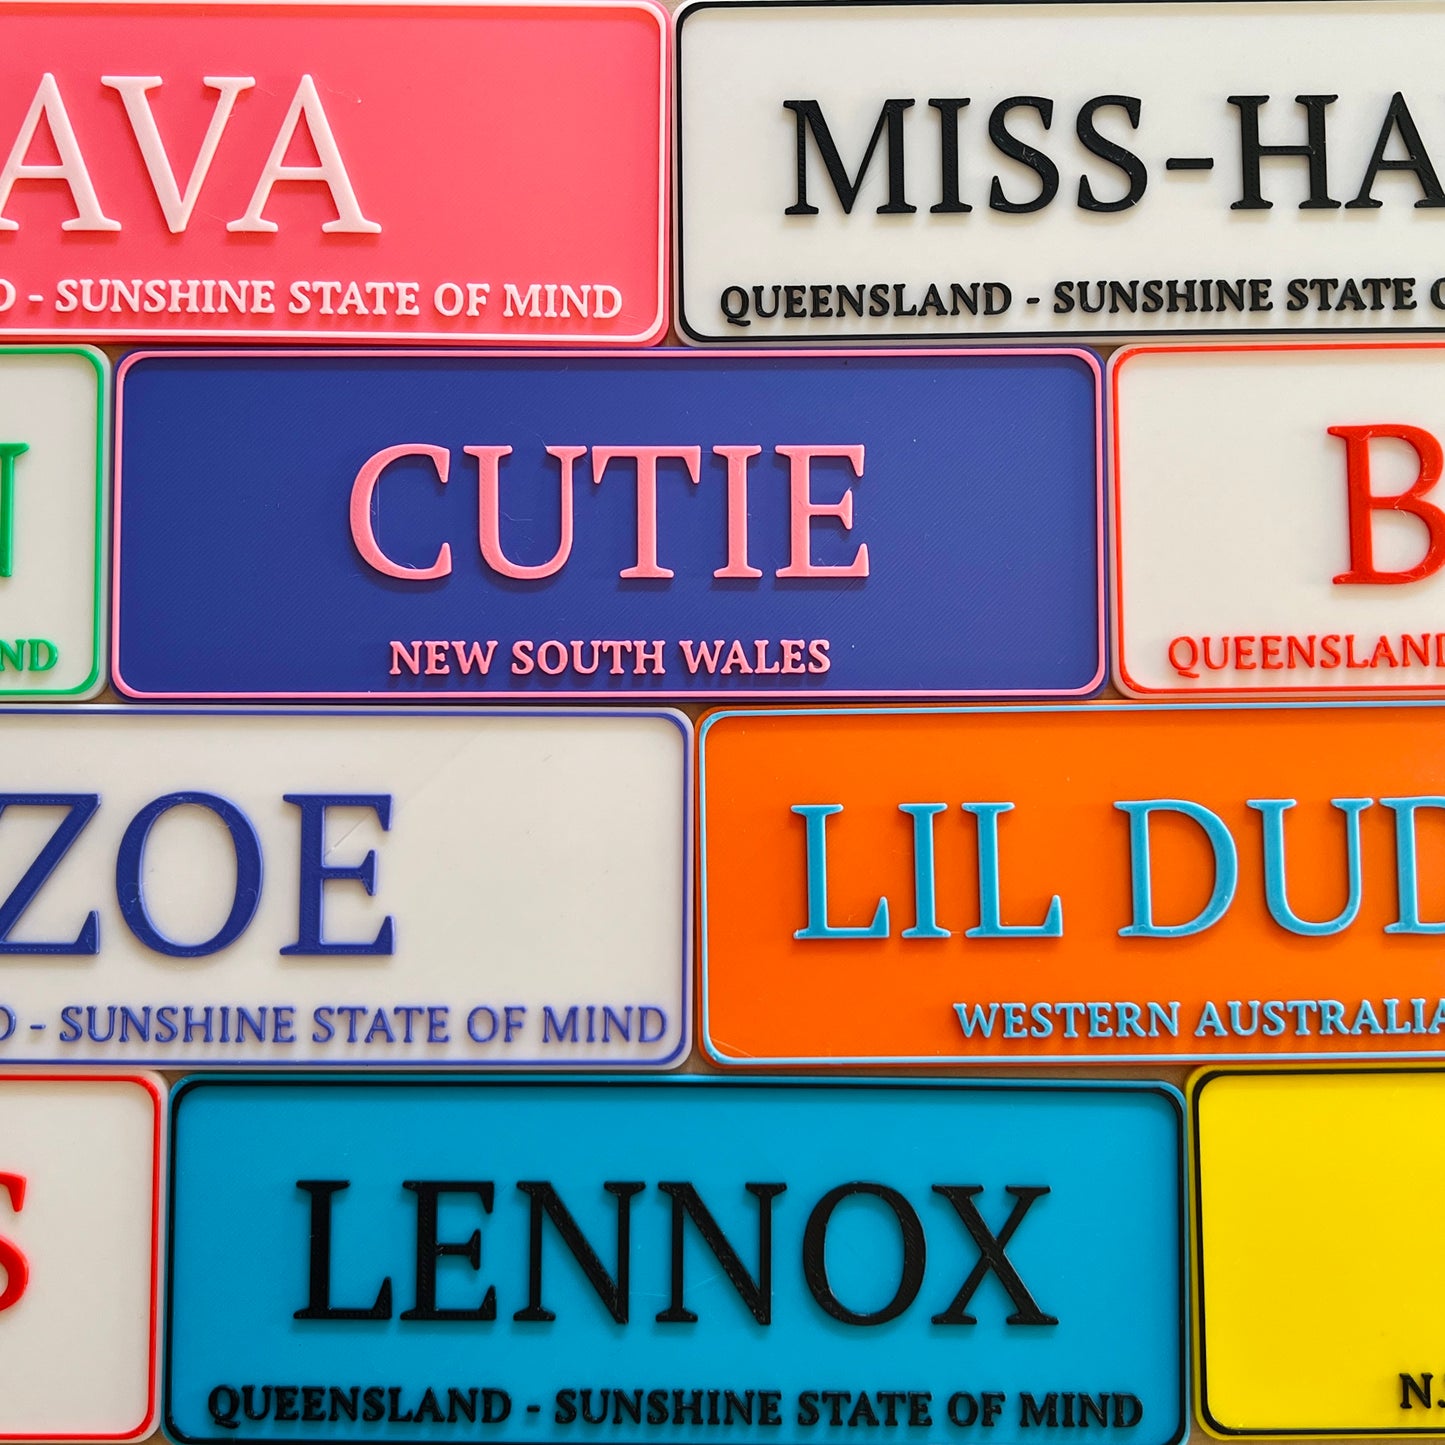 AVA
- SUNSHINE STATE OF MIND
MISS-HA
QUEENSLAND - SUNSHINE STATE
N
ND
CUTIE
NEW SOUTH WALES
B
QUEENSLAND
ZOE
- SUNSHINE STATE OF MIND
LIL DUD
WESTERN AUSTRALIA
S
LENNOX
QUEENSLAND - SUNSHINE STATE OF MIND
N.